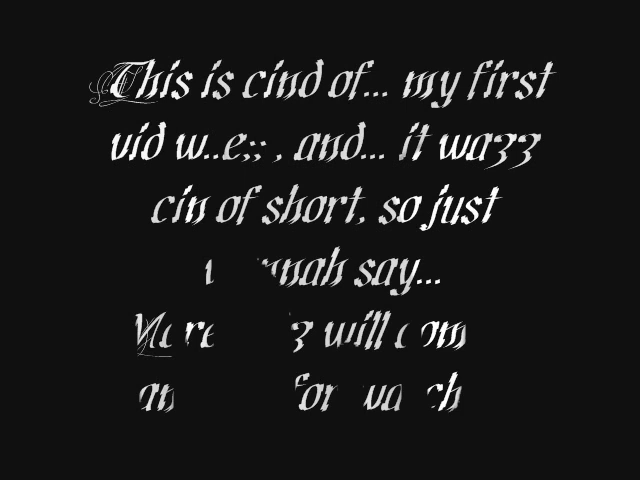 This is cind of... my first
vid w..e;; , and... it wazz
cin of short, so just
say...
will
for